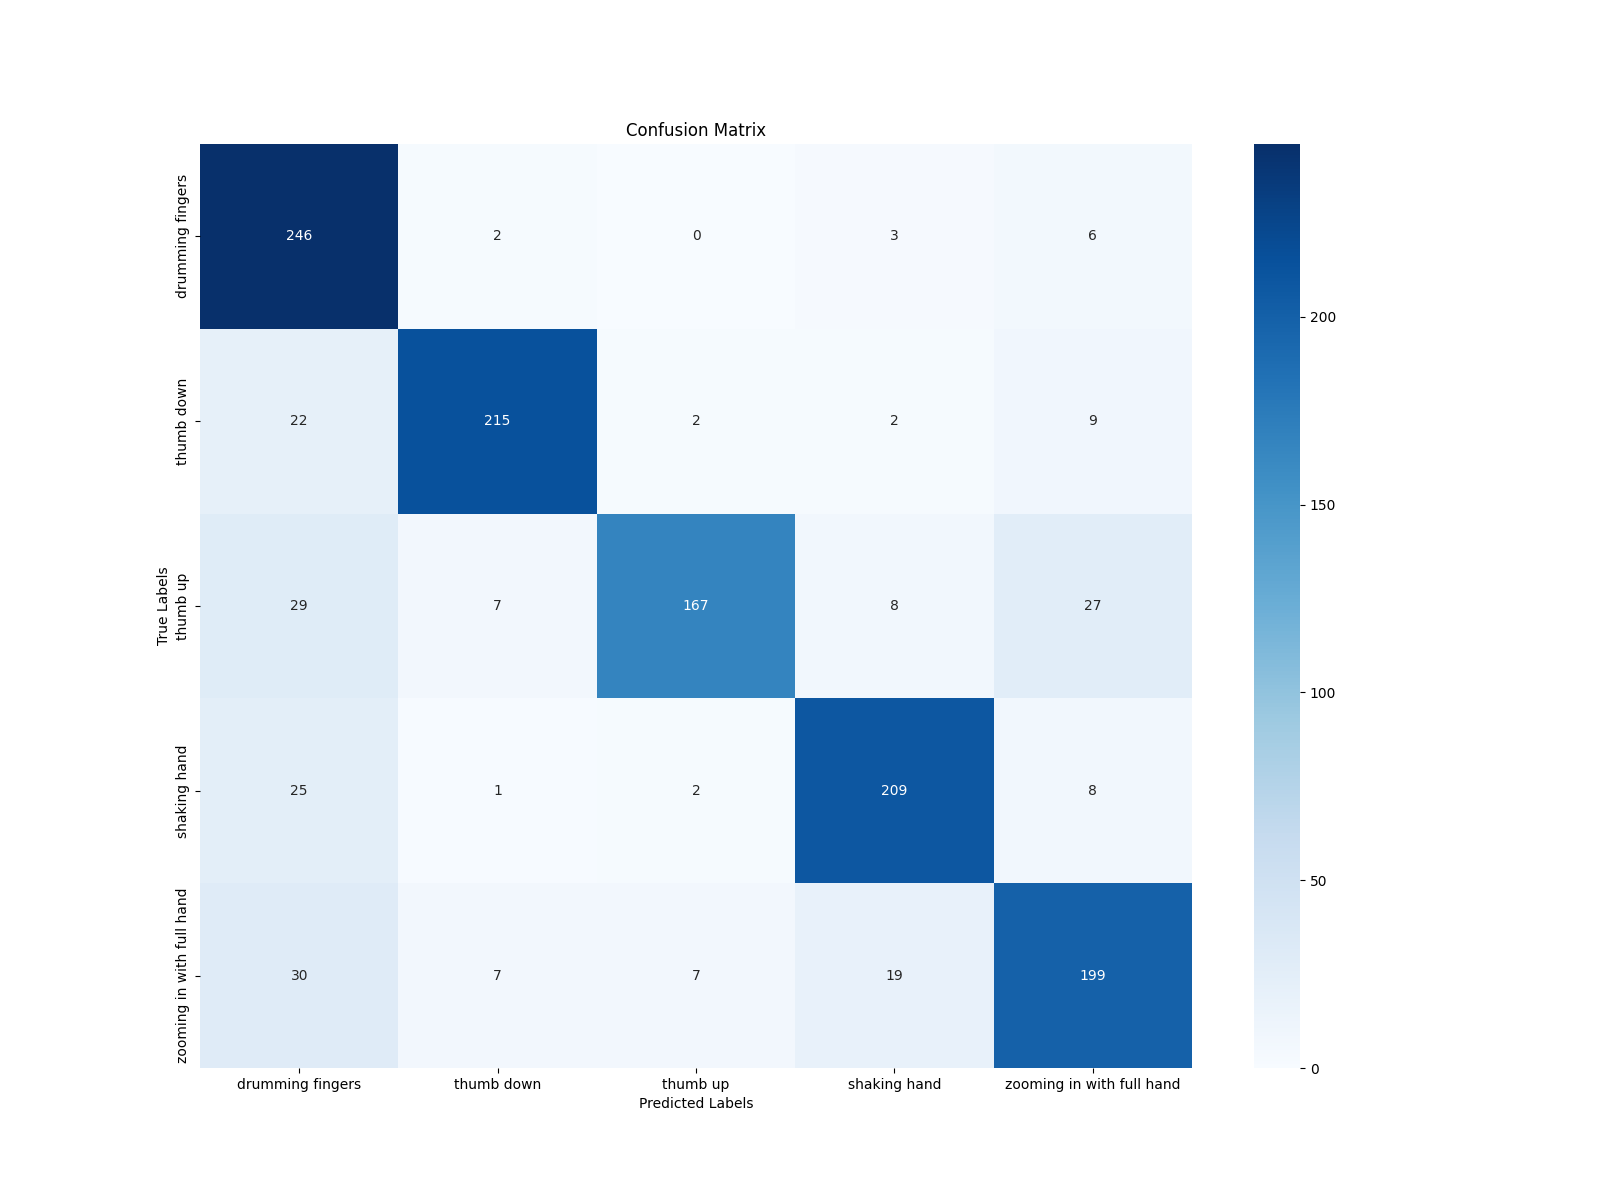 Confusion Matrix
drumming fingers
246 2 0 3 6
thumb down
22 215 2 2 9
True Labels
thumb up
29 7 167 8 27
shaking hand
25 1 2 209 8
zooming in with full hand
30 7 7 19 199
drumming fingers thumb down thumb up shaking hand zooming in with full hand
Predicted Labels
200
150
100
50
0